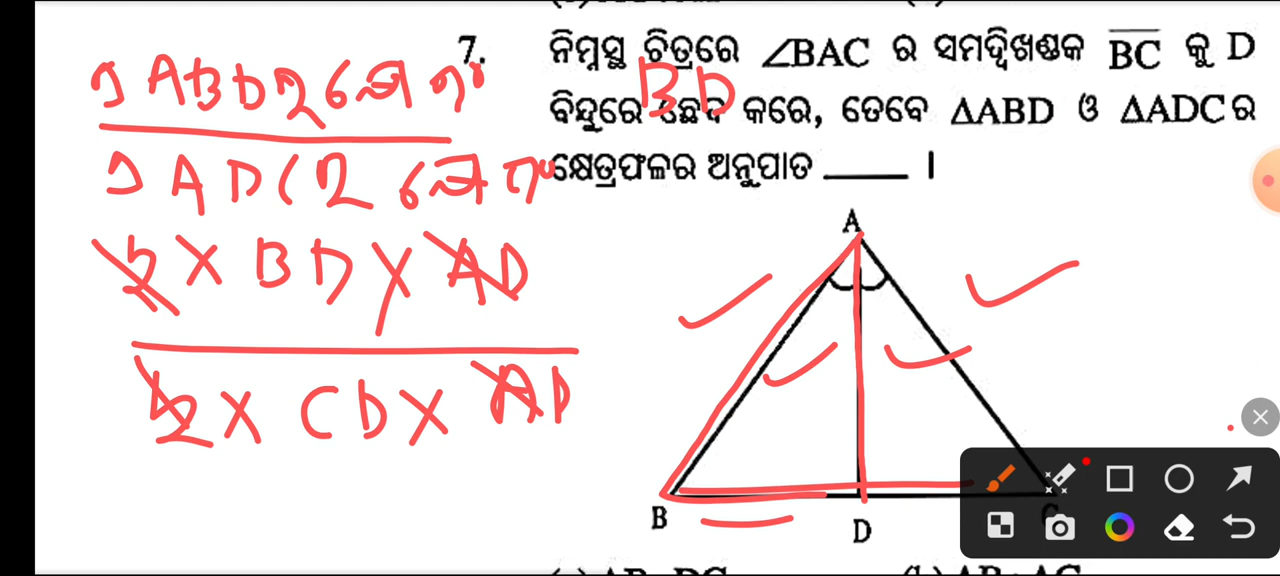 7. ନିମ୍ନସ୍ଥ ଚିତ୍ରରେ ∠BAC ର ସମଦ୍ବିଖଣ୍ଡକ BC କୁ D
ବିନ୍ଦୁରେ ଛେଦ କରେ, ତେବେ ΔABD ଓ ΔADC ର
କ୍ଷେତ୍ରଫଳର ଅନୁପାତ _____ ।
BD
ABD
ADC
½ × BD × AD
½ × CD × AD
A
B
D
C